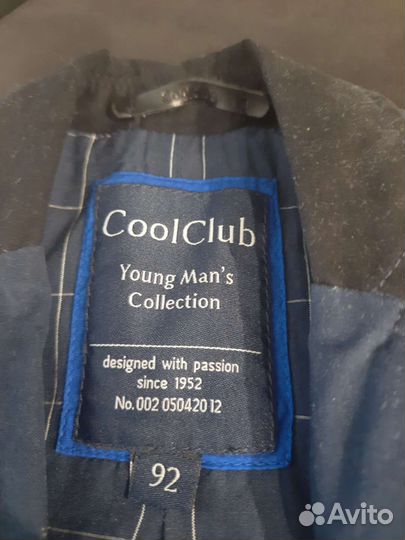 CoolClub
Young Man's
Collection
designed with passion
since 1952
No.002 05042012
92
Avito